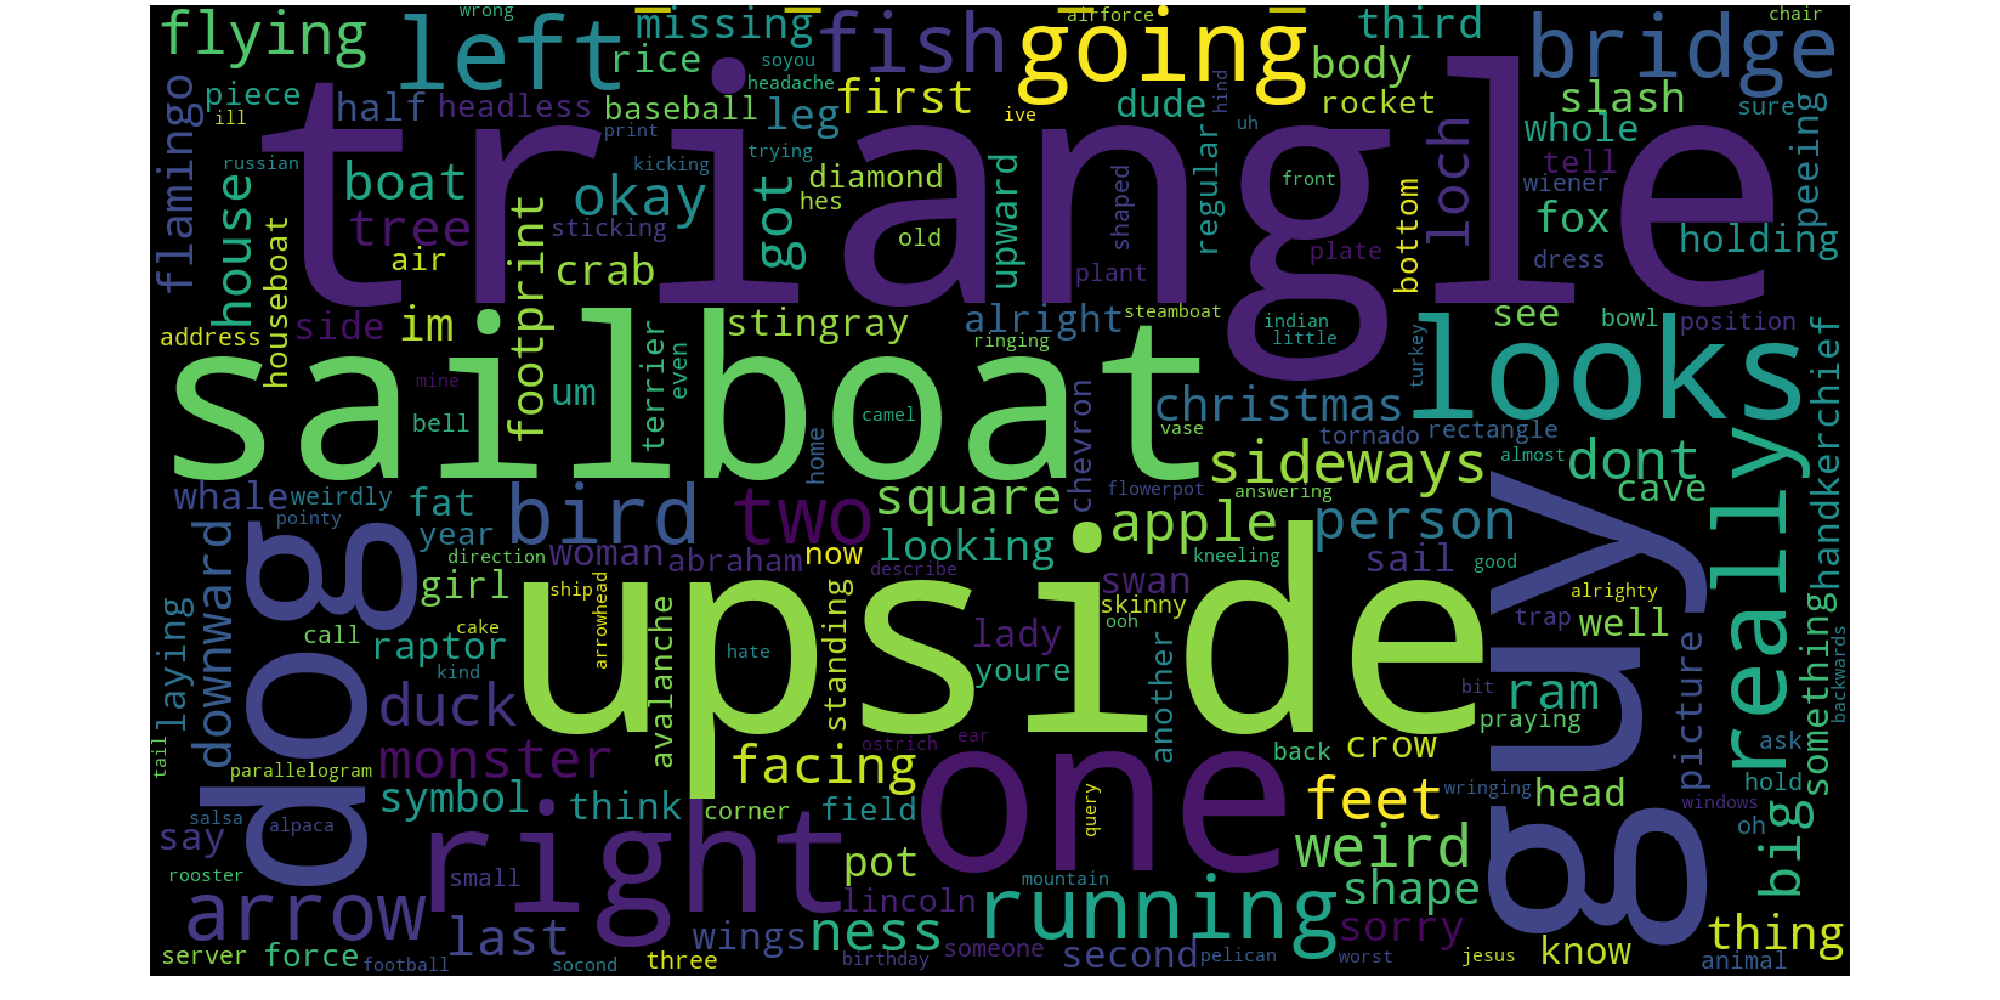 wrong
airforce
chair
flying
left
missing
fish
going
third
bridge
rice
soyou
body
piece
half
headless
baseball
headache
leg
first
dude
hind
rocket
slash
sure
flamingo
ill
print
ive
uh
whole
peeing
russian
kicking
trying
triangle
regular
loch
tell
house
boat
okay
got
diamond
upward
front
wiener
tree
footprint
sticking
hes
old
shaped
plate
bottom
fox
holding
houseboat
air
crab
plant
dress
address
side
im
stingray
alright
steamboat
indian
little
see
bowl
position
terrier
even
ringing
turkey
looks
handkerchief
mine
um
sailboat
camel
chevron
christmas
vase
tornado
rectangle
bell
home
sideways
almost
dont
whale
weirdly
fat
bird
two
square
flowerpot
answering
cave
pointy
year
apple
person
really
downward
dog
direction
woman
abraham
now
looking
describe
swan
kneeling
sail
good
girl
ship
arrowhead
standing
skinny
guy
alrighty
laying
call
raptor
cake
avalanche
hate
lady
ooh
trap
well
kind
upside
youre
another
picture
something
backwards
duck
bit
ram
praying
tail
monster
ostrich
ear
back
crow
ask
parallelogram
facing
hold
symbol
think
corner
field
one
query
feet
wringing
head
windows
salsa
alpaca
right
big
oh
say
weird
rooster
small
pot
mountain
shape
arrow
lincoln
running
last
wings
ness
sorry
thing
server
force
football
socond
three
birthday
someone
second
pelican
worst
jesus
know
animal